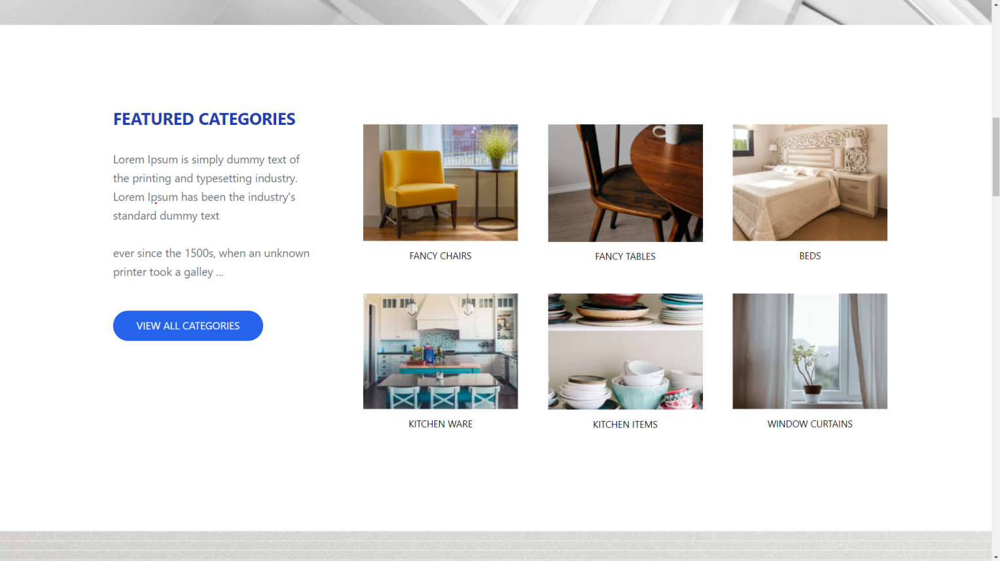 FEATURED CATEGORIES
Lorem Ipsum is simply dummy text of
the printing and typesetting industry.
Lorem Ipsum has been the industry's
standard dummy text
ever since the 1500s, when an unknown
printer took a galley ...
VIEW ALL CATEGORIES
FANCY CHAIRS
FANCY TABLES
BEDS
KITCHEN WARE
KITCHEN ITEMS
WINDOW CURTAINS